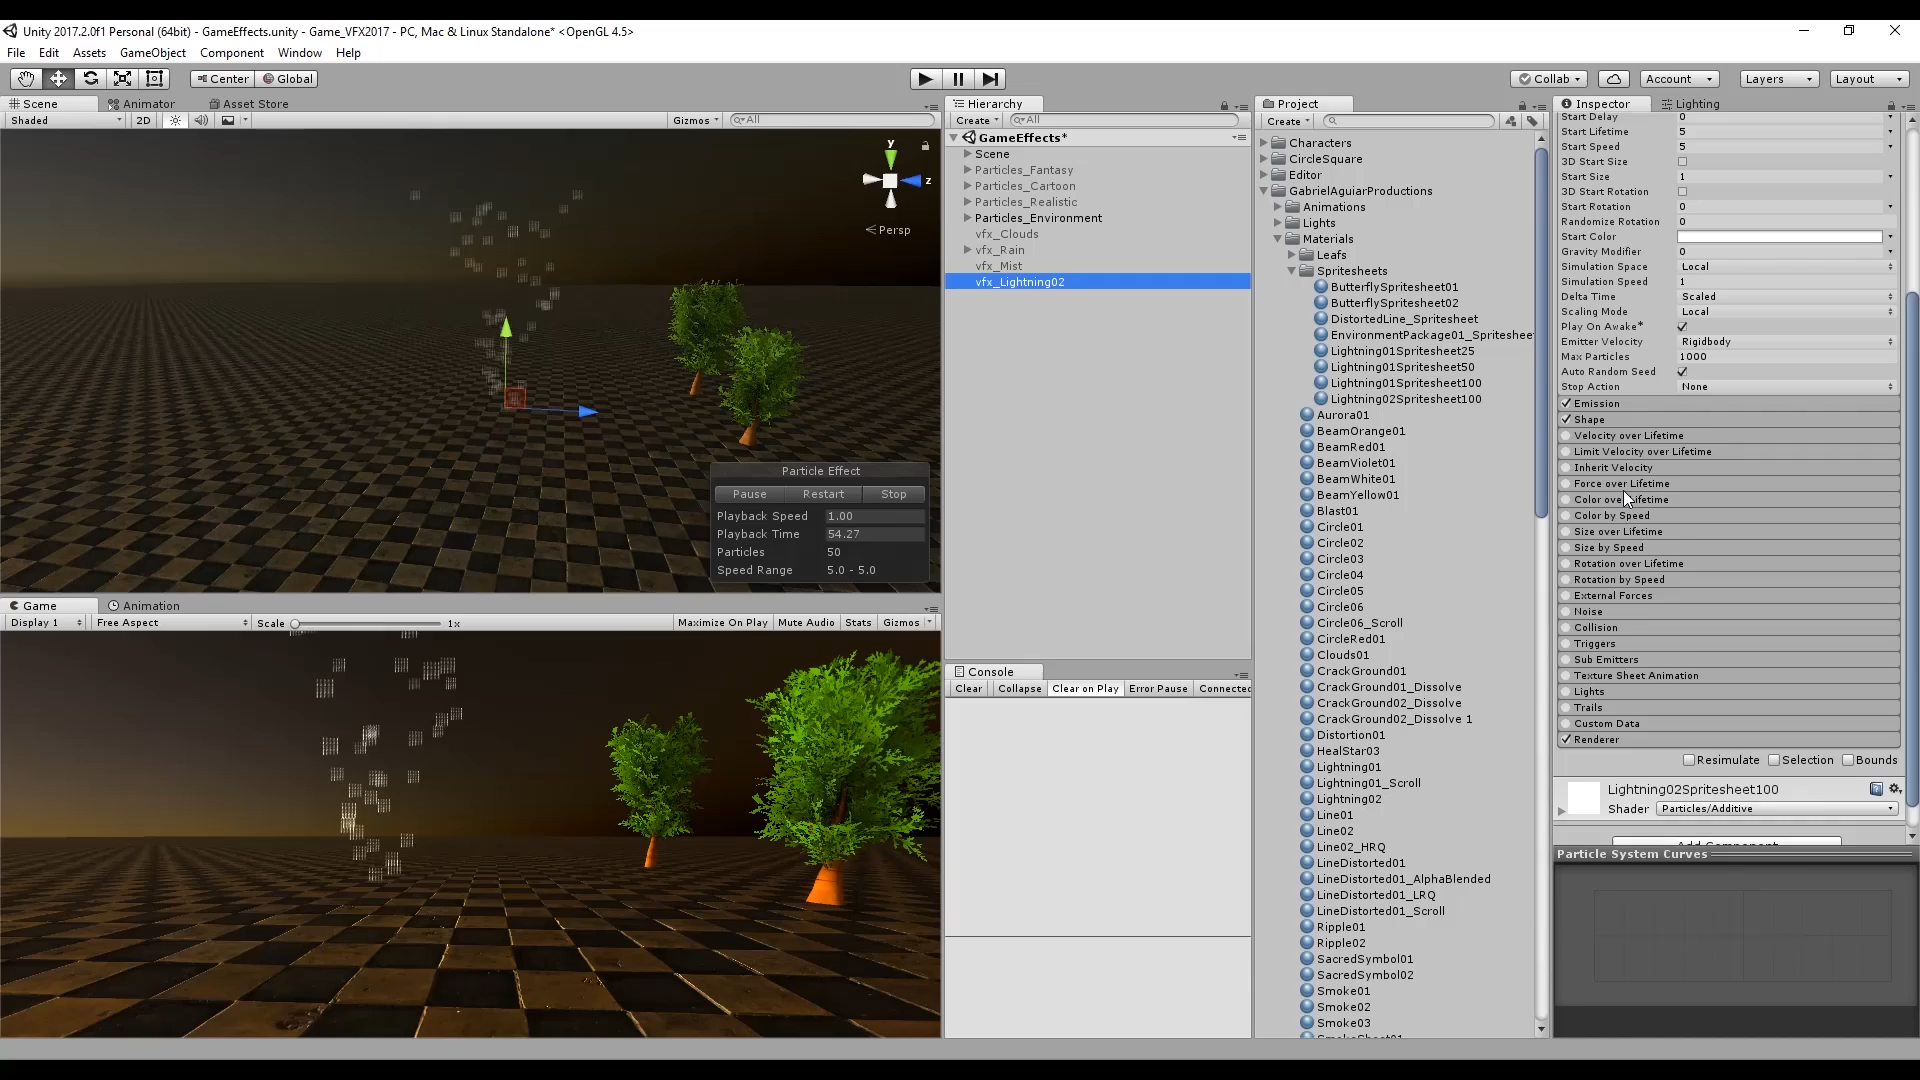 Unity 2017.2.0f1 Personal (64bit) - GameEffects.unity - Game_VFX2017 - PC, Mac & Linux Standalone* <OpenGL 4.5>
File Edit Assets GameObject Component Window Help
Center Global Collab Account Layers Layout
Scene Animator Asset Store
Shaded 2D Gizmos All
y
z
Persp
Particle Effect
Pause Restart Stop
Playback Speed 1.00
Playback Time 54.27
Particles 50
Speed Range 5.0 - 5.0
Game Animation
Display 1 Free Aspect Scale 1x Maximize On Play Mute Audio Stats Gizmos
Hierarchy
Create All
GameEffects*
Scene
Particles_Fantasy
Particles_Cartoon
Particles_Realistic
Particles_Environment
vfx_Clouds
vfx_Rain
vfx_Mist
vfx_Lightning02
Console
Clear Collapse Clear on Play Error Pause Connected
Project
Create
Characters
CircleSquare
Editor
GabrielAguiarProductions
Animations
Lights
Materials
Leafs
Spritesheets
ButterflySpritesheet01
ButterflySpritesheet02
DistortedLine_Spritesheet
EnvironmentPackage01_Spritesheet
Lightning01Spritesheet25
Lightning01Spritesheet50
Lightning01Spritesheet100
Lightning02Spritesheet100
Aurora01
BeamOrange01
BeamRed01
BeamViolet01
BeamWhite01
BeamYellow01
Blast01
Circle01
Circle02
Circle03
Circle04
Circle05
Circle06
Circle06_Scroll
CircleRed01
Clouds01
CrackGround01
CrackGround01_Dissolve
CrackGround02_Dissolve
CrackGround02_Dissolve 1
Distortion01
HealStar03
Lightning01
Lightning01_Scroll
Lightning02
Line01
Line02
Line02_HRQ
LineDistorted01
LineDistorted01_AlphaBlended
LineDistorted01_LRQ
LineDistorted01_Scroll
Ripple01
Ripple02
SacredSymbol01
SacredSymbol02
Smoke01
Smoke02
Smoke03
Inspector Lighting
Start Delay 0
Start Lifetime 5
Start Speed 5
3D Start Size
Start Size 1
3D Start Rotation
Start Rotation 0
Randomize Rotation 0
Start Color
Gravity Modifier 0
Simulation Space Local
Simulation Speed 1
Delta Time Scaled
Scaling Mode Local
Play On Awake*
Emitter Velocity Rigidbody
Max Particles 1000
Auto Random Seed
Stop Action None
Emission
Shape
Velocity over Lifetime
Limit Velocity over Lifetime
Inherit Velocity
Force over Lifetime
Color over Lifetime
Color by Speed
Size over Lifetime
Size by Speed
Rotation over Lifetime
Rotation by Speed
External Forces
Noise
Collision
Triggers
Sub Emitters
Texture Sheet Animation
Lights
Trails
Custom Data
Renderer
Resimulate Selection Bounds
Lightning02Spritesheet100
Shader Particles/Additive
Add Component
Particle System Curves